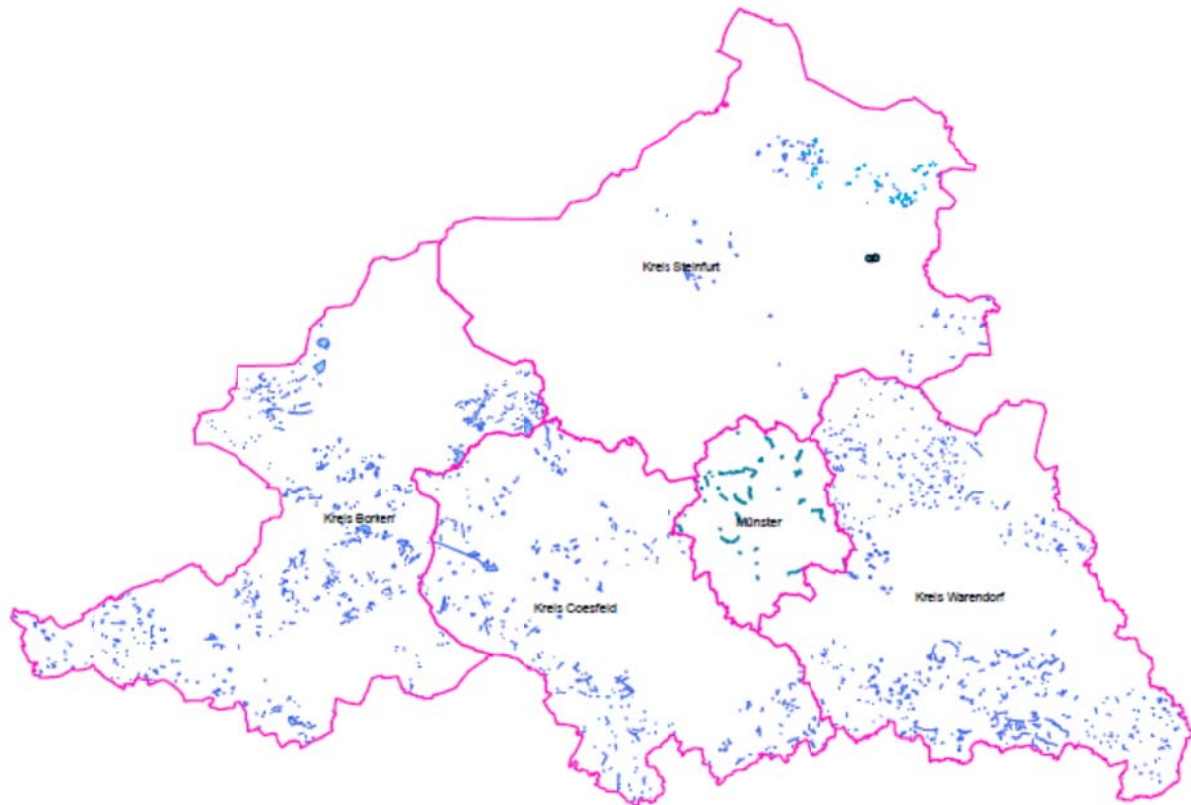 Kreis Steinfurt
Kreis Borken
Münster
Kreis Coesfeld
Kreis Warendorf